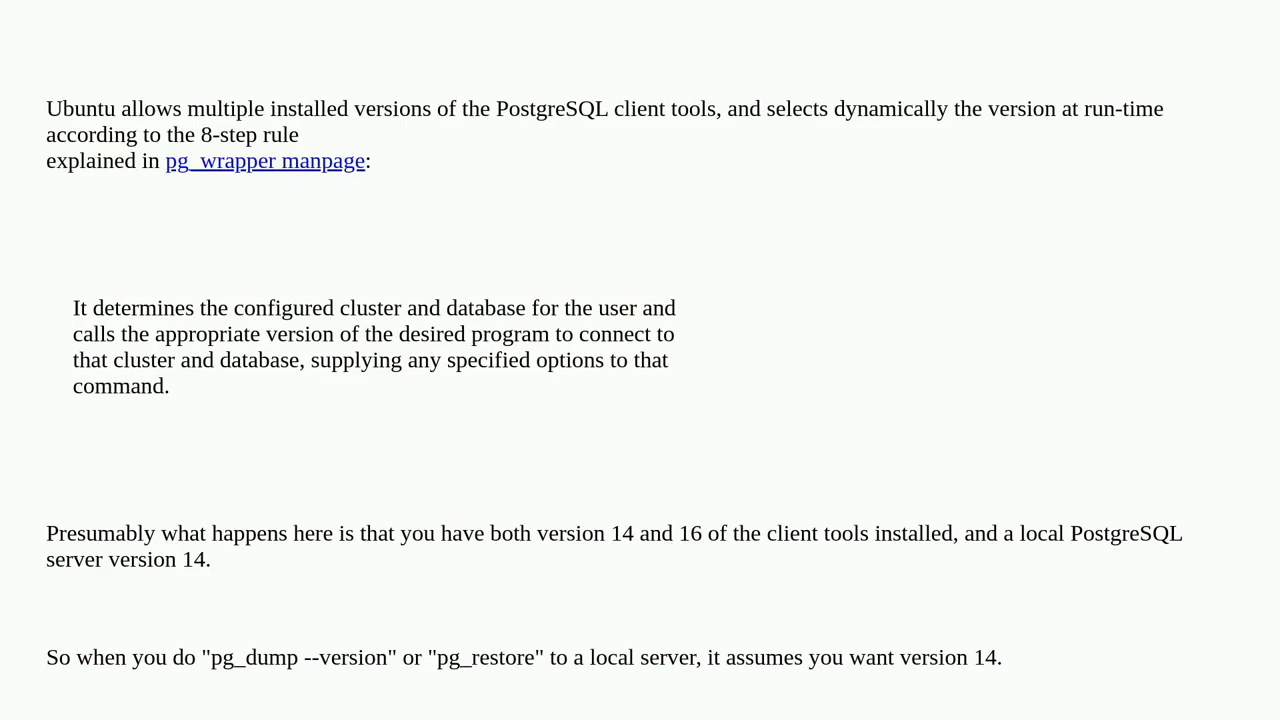 Ubuntu allows multiple installed versions of the PostgreSQL client tools, and selects dynamically the version at run-time
according to the 8-step rule
explained in pg_wrapper manpage:
It determines the configured cluster and database for the user and
calls the appropriate version of the desired program to connect to
that cluster and database, supplying any specified options to that
command.
Presumably what happens here is that you have both version 14 and 16 of the client tools installed, and a local PostgreSQL
server version 14.
So when you do "pg_dump --version" or "pg_restore" to a local server, it assumes you want version 14.